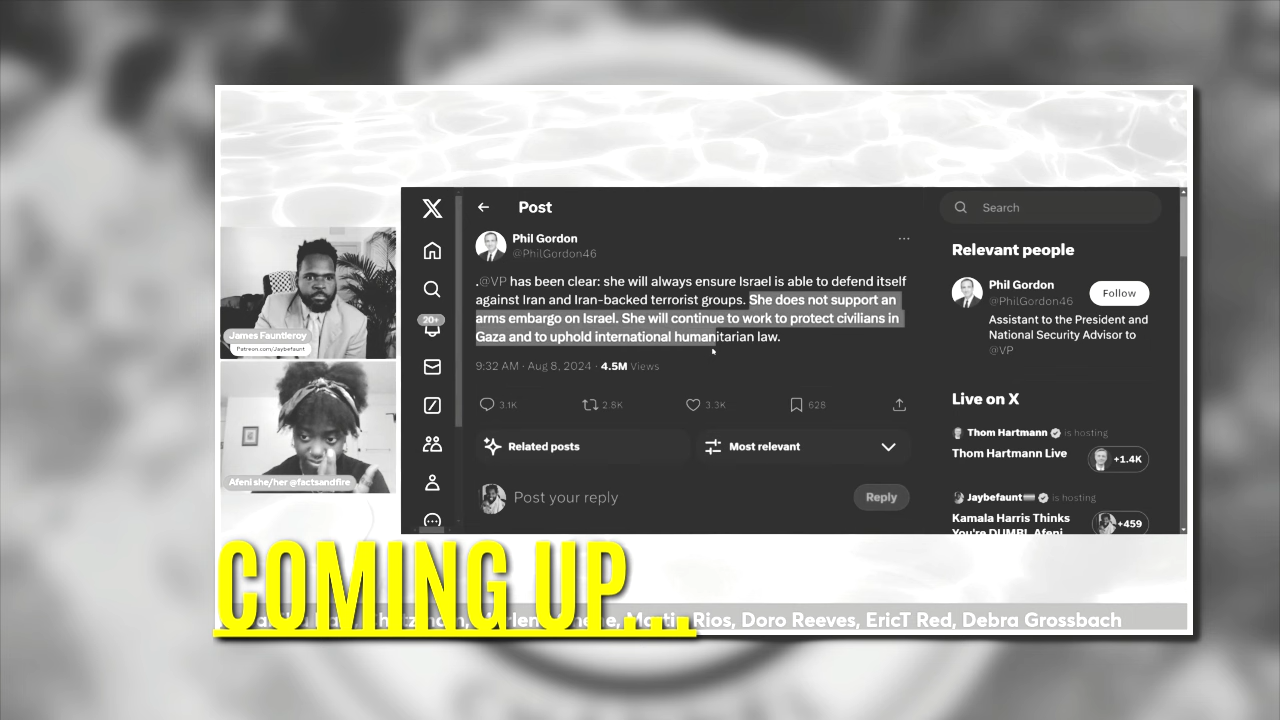 Post
Search
Phil Gordon
@PhilGordon46
.@VP has been clear: she will always ensure Israel is able to defend itself
against Iran and Iran-backed terrorist groups. She does not support an
arms embargo on Israel. She will continue to work to protect civilians in
Gaza and to uphold international humanitarian law.
9:32 AM · Aug 8, 2024 · 4.5M Views
3.1K
2.8K
3.3K
628
Related posts
Most relevant
Post your reply
Reply
20+
Relevant people
Phil Gordon
@PhilGordon46
Follow
Assistant to the President and
National Security Advisor to
@VP
Live on X
Thom Hartmann is hosting
Thom Hartmann Live
+1.4K
Jaybefaunt is hosting
Kamala Harris Thinks
You're DUMB! Afeni
+459
James Fauntleroy
Patreon.com/Jaybefaunt
Afeni she/her @factsandfire
COMING UP...
Rios, Doro Reeves, EricT Red, Debra Grossbach